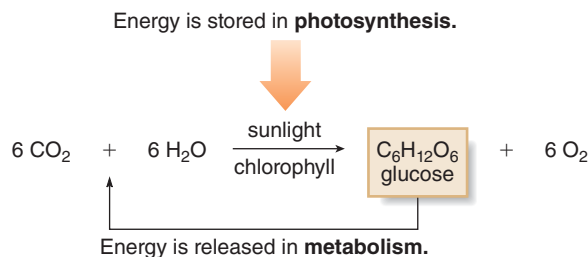 Energy is stored in photosynthesis.
sunlight
6 CO₂ + 6 H₂O C₆H₁₂O₆ + 6 O₂
chlorophyll glucose
Energy is released in metabolism.